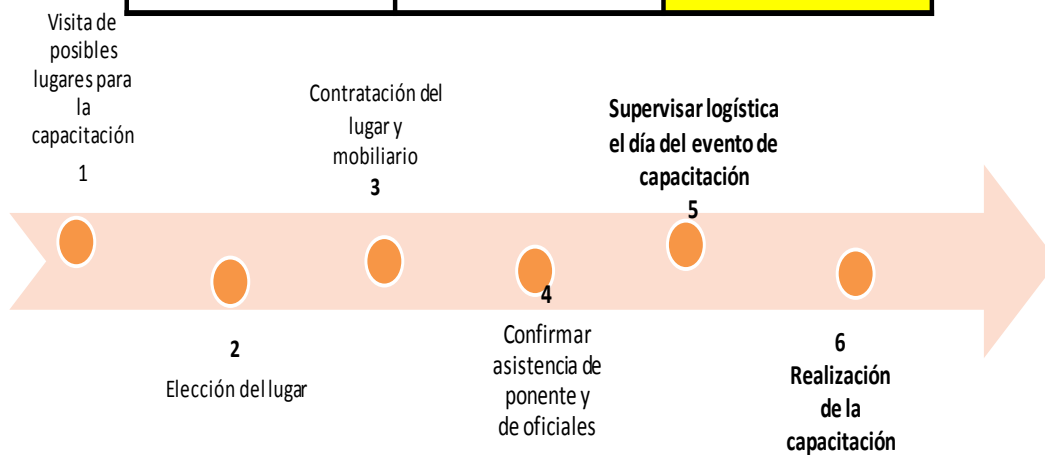 Visita de
posibles
lugares para
la
capacitación
1
2
Elección del lugar
Contratación del
lugar y
mobiliario
3
4
Confirmar
asistencia de
ponente y
de oficiales
Supervisar logística
el día del evento de
capacitación
5
6
Realización
de la
capacitación